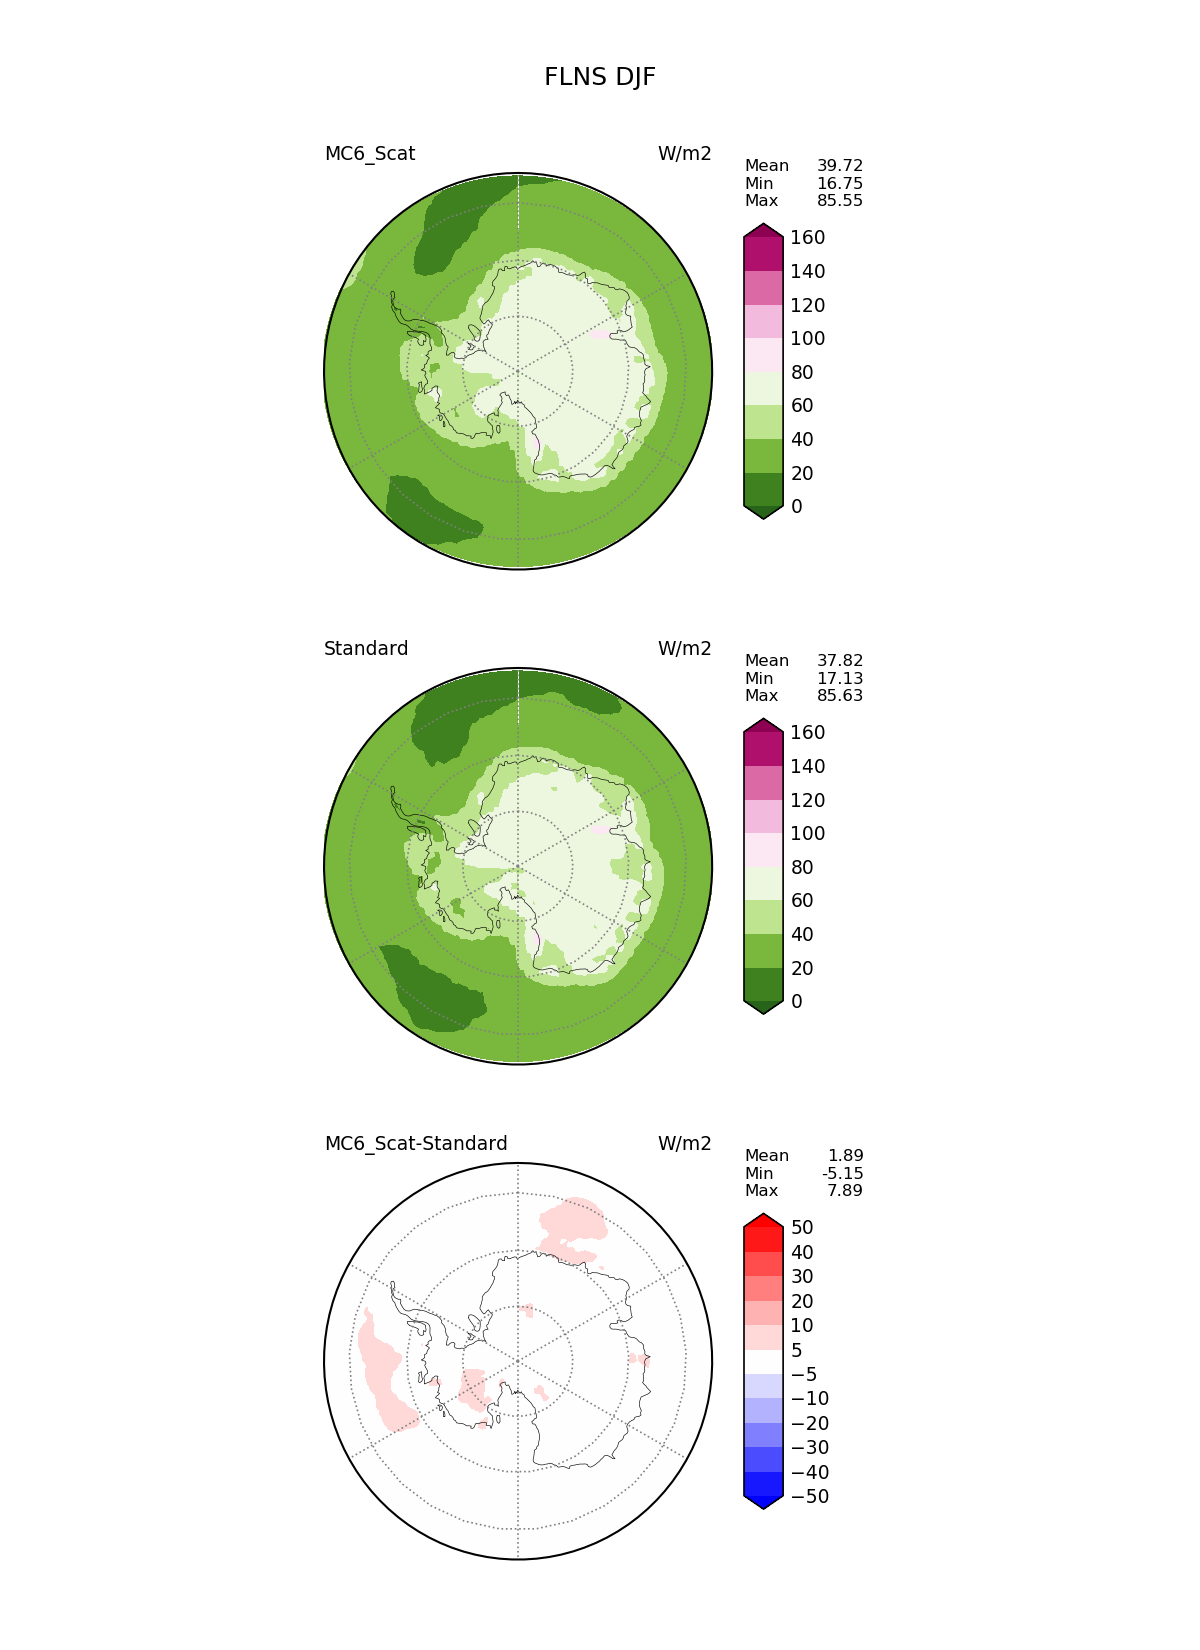 FLNS DJF
MC6_Scat W/m2
Mean 39.72
Min 16.75
Max 85.55
160
140
120
100
80
60
40
20
0
Standard W/m2
Mean 37.82
Min 17.13
Max 85.63
160
140
120
100
80
60
40
20
0
MC6_Scat-Standard W/m2
Mean 1.89
Min -5.15
Max 7.89
50
40
30
20
10
5
−5
−10
−20
−30
−40
−50